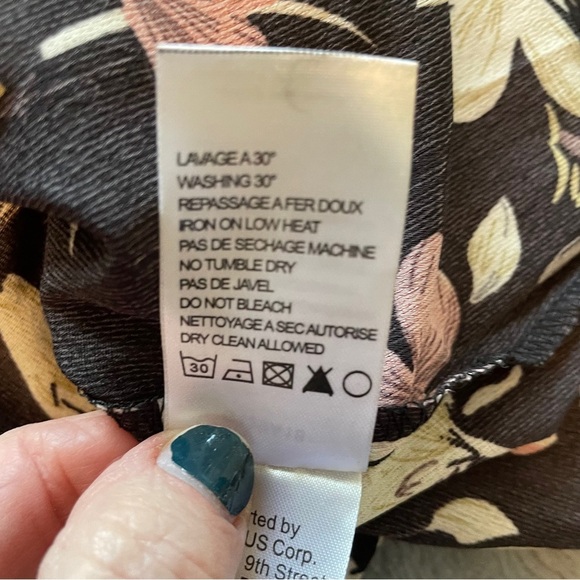 LAVAGE A 30°
WASHING 30°
REPASSAGE A FER DOUX
IRON ON LOW HEAT
PAS DE SECHAGE MACHINE
NO TUMBLE DRY
PAS DE JAVEL
DO NOT BLEACH
NETTOYAGE A SEC AUTORISE
DRY CLEAN ALLOWED
30
rted by
US Corp.
9th Street